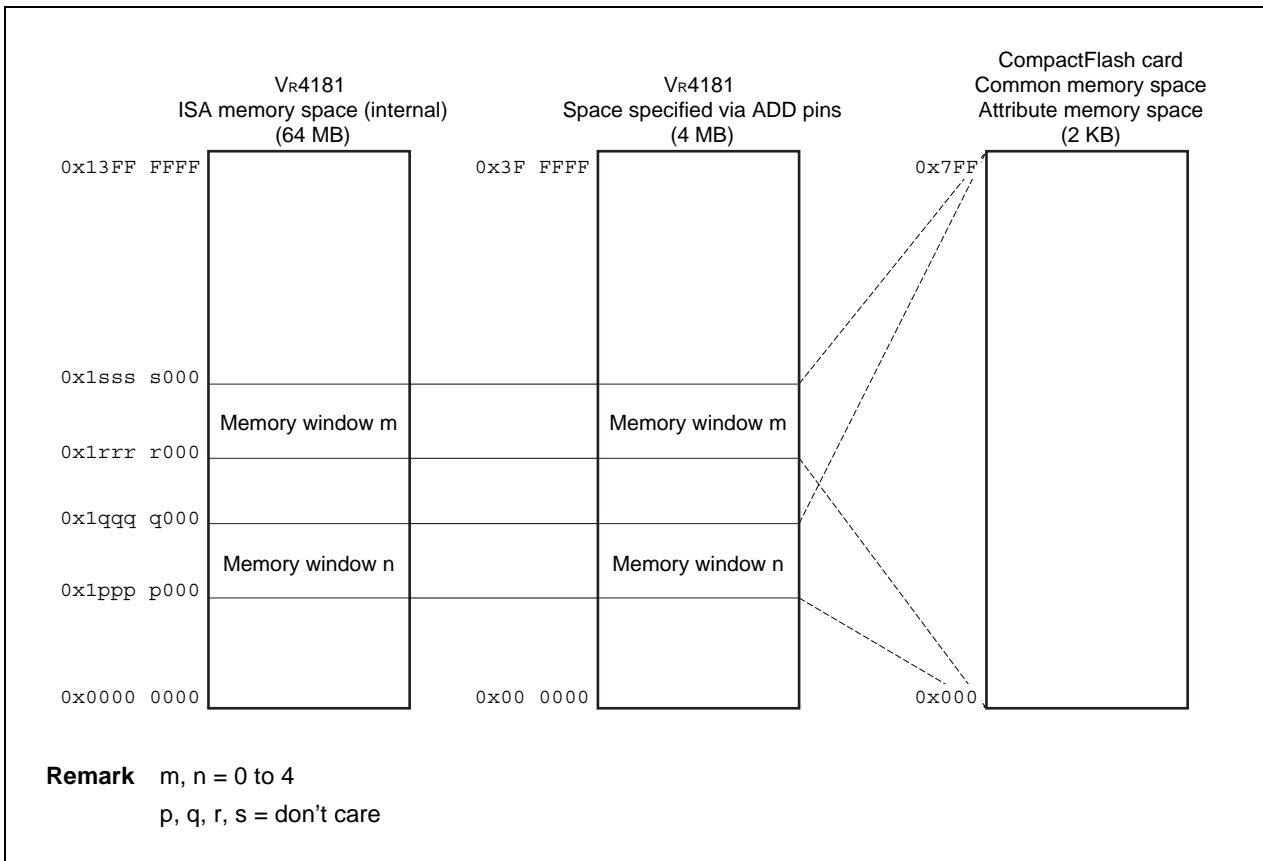 VR4181
ISA memory space (internal)
(64 MB)
VR4181
Space specified via ADD pins
(4 MB)
CompactFlash card
Common memory space
Attribute memory space
(2 KB)
0x13FF FFFF
0x3F FFFF
0x7FF
0x1sss s000
Memory window m
Memory window m
0x1rrr r000
0x1qqq q000
Memory window n
Memory window n
0x1ppp p000
0x0000 0000
0x00 0000
0x000
Remark m, n = 0 to 4
p, q, r, s = don't care